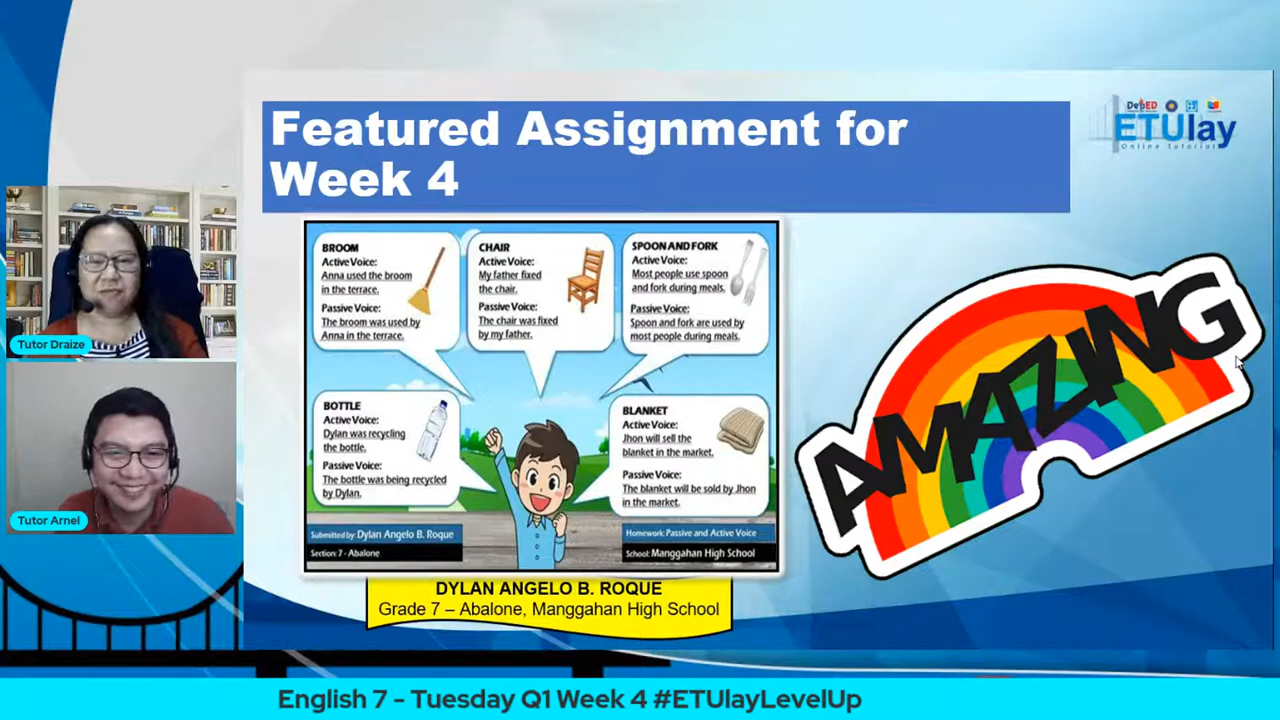 Featured Assignment for
Week 4
DepED
ETUlay
Online Tutorial
BROOM
Active Voice:
Anna used the broom
in the terrace.
Passive Voice:
The broom was used by
Anna in the terrace.
CHAIR
Active Voice:
My father fixed
the chair.
Passive Voice:
The chair was fixed
by my father.
SPOON AND FORK
Active Voice:
Most people use spoon
and fork during meals.
Passive Voice:
Spoon and fork are used by
most people during meals.
BOTTLE
Active Voice:
Dylan was recycling
the bottle.
Passive Voice:
The bottle was being recycled
by Dylan.
BLANKET
Active Voice:
Jhon will sell the
blanket in the market.
Passive Voice:
The blanket will be sold by Jhon
in the market.
Submitted by: Dylan Angelo B. Roque
Section: 7 - Abalone
Homework: Passive and Active Voice
School: Manggahan High School
DYLAN ANGELO B. ROQUE
Grade 7 – Abalone, Manggahan High School
AMAZING
Tutor Draize
Tutor Arnel
English 7 - Tuesday Q1 Week 4 #ETUlayLevelUp